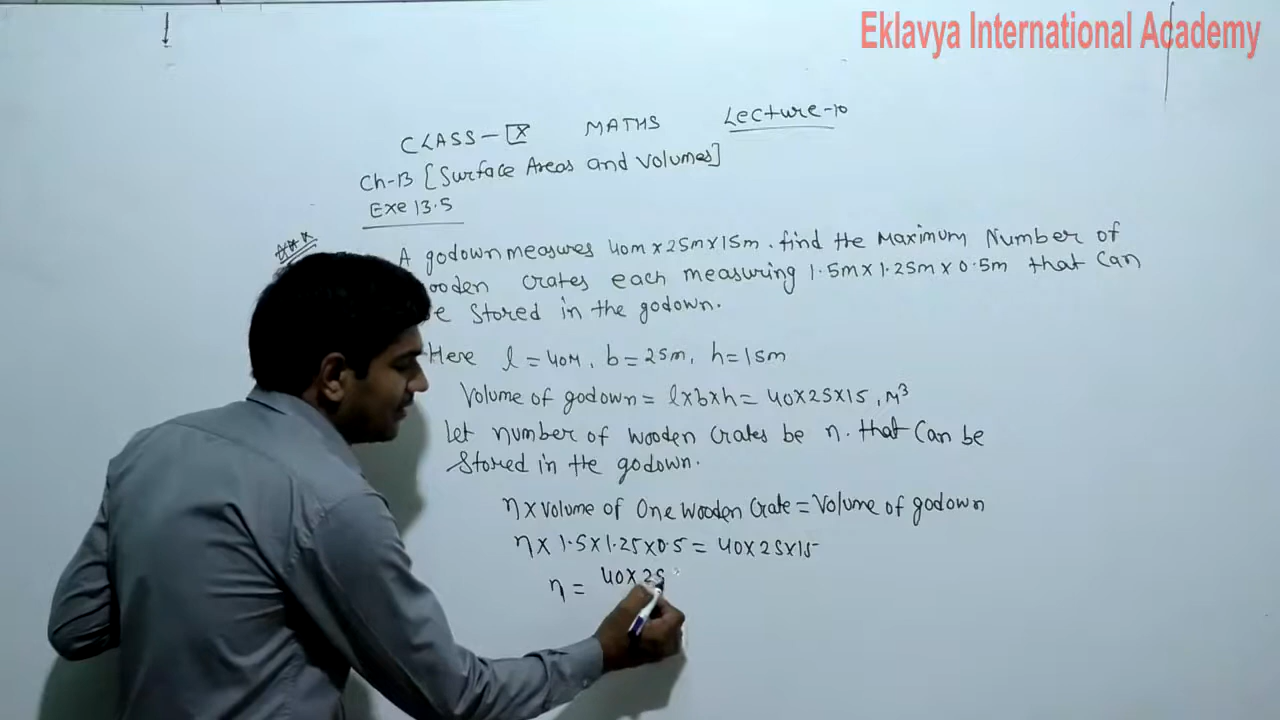 Eklavya International Academy
CLASS - IX MATHS Lecture-10
Ch-13 [Surface Areas and Volumes]
Exe 13.5
A godown measures 40m x 25m x 15m. find the Maximum Number of
ooden crates each measuring 1.5m x 1.25m x 0.5m that can
e stored in the godown.
Here l = 40m, b = 25m, h = 15m
Volume of godown = l x b x h = 40 x 25 x 15, m³
Let number of wooden crates be n. that can be
Stored in the godown.
n x volume of One wooden Crate = Volume of godown
n x 1.5 x 1.25 x 0.5 = 40 x 25 x 15
n = 40 x 25